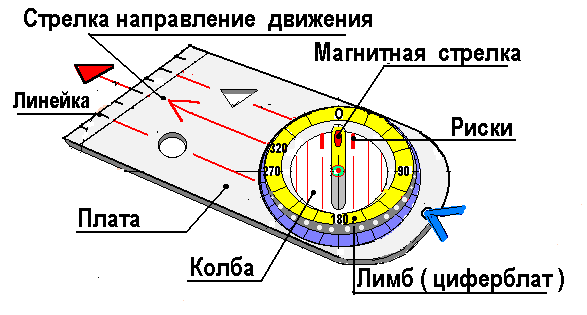 Стрелка направление движения
Магнитная стрелка
Линейка
Риски
0
320
270
90
180
Плата
Колба
Лимб ( циферблат )